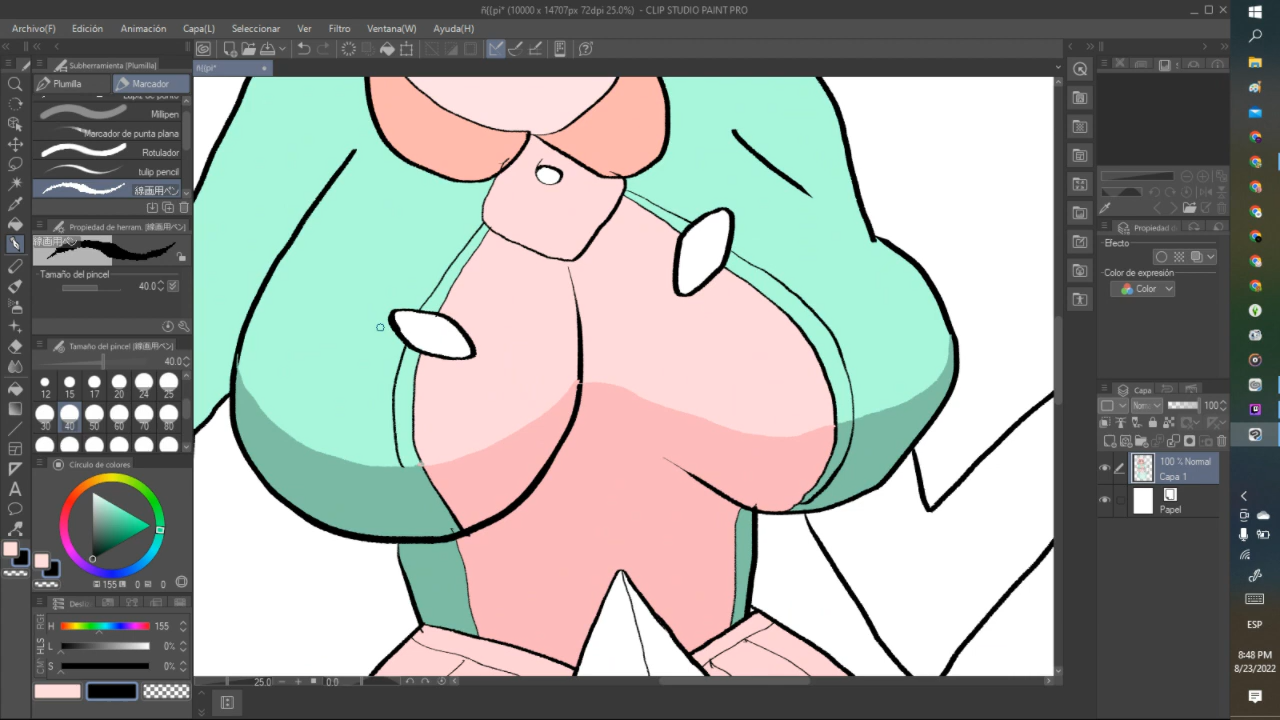 ñ((pi* (10000 x 14707px 72dpi 25.0%) - CLIP STUDIO PAINT PRO
Archivo(F) Edición Animación Capa(L) Seleccionar Ver Filtro Ventana(W) Ayuda(H)
Subherramienta [Plumilla]
ñ((pi*
Plumilla Marcador
Millipen
Marcador de punta plana
Rotulador
tulip pencil
線画用ペン
Propiedad de herram. [線画用ペン]
線画用ペン
Tamaño del pincel
40.0
Tamaño del pincel [線画用ペン]
40.0
12 15 17 20 24 25
30 40 50 60 70 80
Círculo de colores
155 0 0
H 155
L 0%
S 0%
25.0 0.0
Propiedad
Efecto
Color de expresión
Color
Capa
100
100 % Normal
Capa 1
Papel
ESP
8:48 PM
8/23/2022